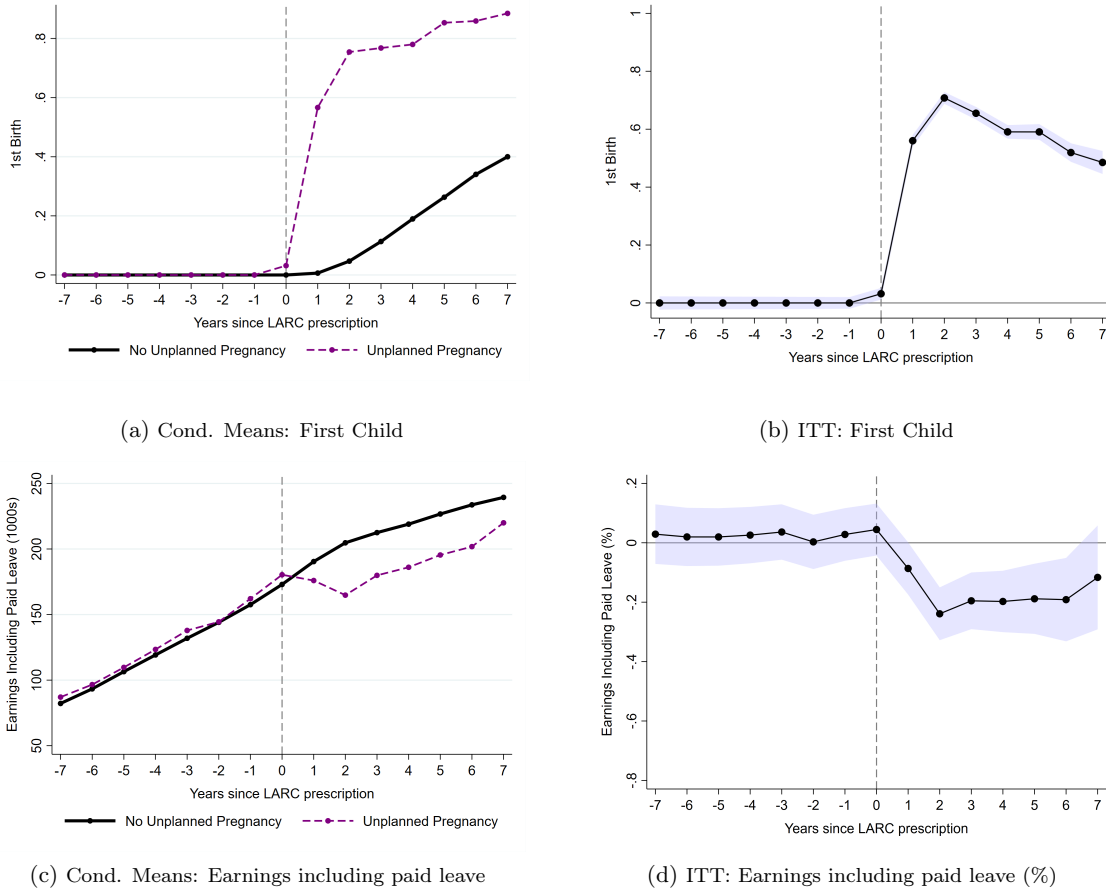 1st Birth
.8
.6
.4
.2
0
-7 -6 -5 -4 -3 -2 -1 0 1 2 3 4 5 6 7
Years since LARC prescription
No Unplanned Pregnancy Unplanned Pregnancy
(a) Cond. Means: First Child
1st Birth
1
.8
.6
.4
.2
0
-7 -6 -5 -4 -3 -2 -1 0 1 2 3 4 5 6 7
Years since LARC prescription
(b) ITT: First Child
Earnings Including Paid Leave (1000s)
250
200
150
100
50
-7 -6 -5 -4 -3 -2 -1 0 1 2 3 4 5 6 7
Years since LARC prescription
No Unplanned Pregnancy Unplanned Pregnancy
(c) Cond. Means: Earnings including paid leave
Earnings Including Paid Leave (%)
.2
0
-.2
-.4
-.6
-.8
-7 -6 -5 -4 -3 -2 -1 0 1 2 3 4 5 6 7
Years since LARC prescription
(d) ITT: Earnings including paid leave (%)